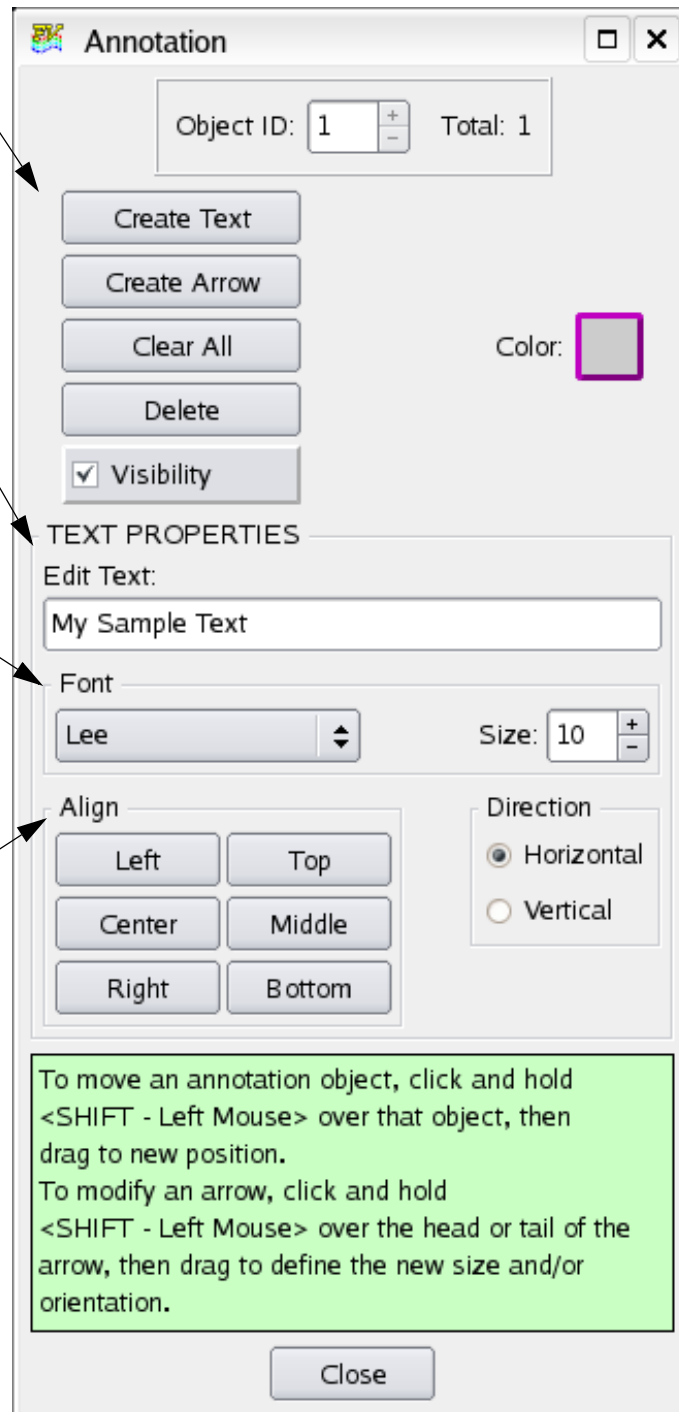 Annotation
Object ID: 1 Total: 1
Create Text
Create Arrow
Clear All
Color:
Delete
Visibility
TEXT PROPERTIES
Edit Text:
My Sample Text
Font
Lee Size: 10
Align
Left Top
Center Middle
Right Bottom
Direction
Horizontal
Vertical
To move an annotation object, click and hold
<SHIFT - Left Mouse> over that object, then
drag to new position.
To modify an arrow, click and hold
<SHIFT - Left Mouse> over the head or tail of the
arrow, then drag to define the new size and/or
orientation.
Close